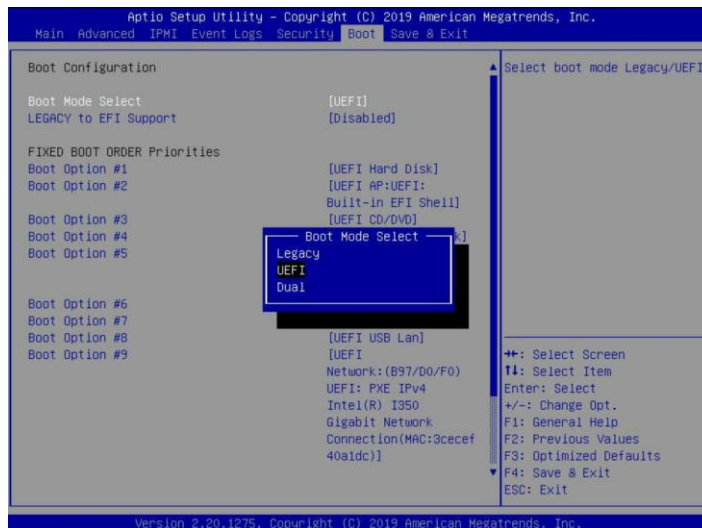 Aptio Setup Utility - Copyright (C) 2019 American Megatrends, Inc.
Main Advanced IPMI Event Logs Security Boot Save & Exit
Boot Configuration
Boot Mode Select [UEFI]
LEGACY to EFI Support [Disabled]
FIXED BOOT ORDER Priorities
Boot Option #1 [UEFI Hard Disk]
Boot Option #2 [UEFI AP:UEFI:
Built-in EFI Shell]
Boot Option #3 [UEFI CD/DVD]
Boot Option #4 k]
Boot Option #5
Boot Option #6
Boot Option #7
Boot Option #8 [UEFI USB Lan]
Boot Option #9 [UEFI
Network:(B97/D0/F0)
UEFI: PXE IPv4
Intel(R) I350
Gigabit Network
Connection(MAC:3cecef
40a1dc)]
Boot Mode Select
Legacy
UEFI
Dual
Select boot mode Legacy/UEFI
→←: Select Screen
↑↓: Select Item
Enter: Select
+/-: Change Opt.
F1: General Help
F2: Previous Values
F3: Optimized Defaults
F4: Save & Exit
ESC: Exit
Version 2.20.1275. Copyright (C) 2019 American Megatrends, Inc.